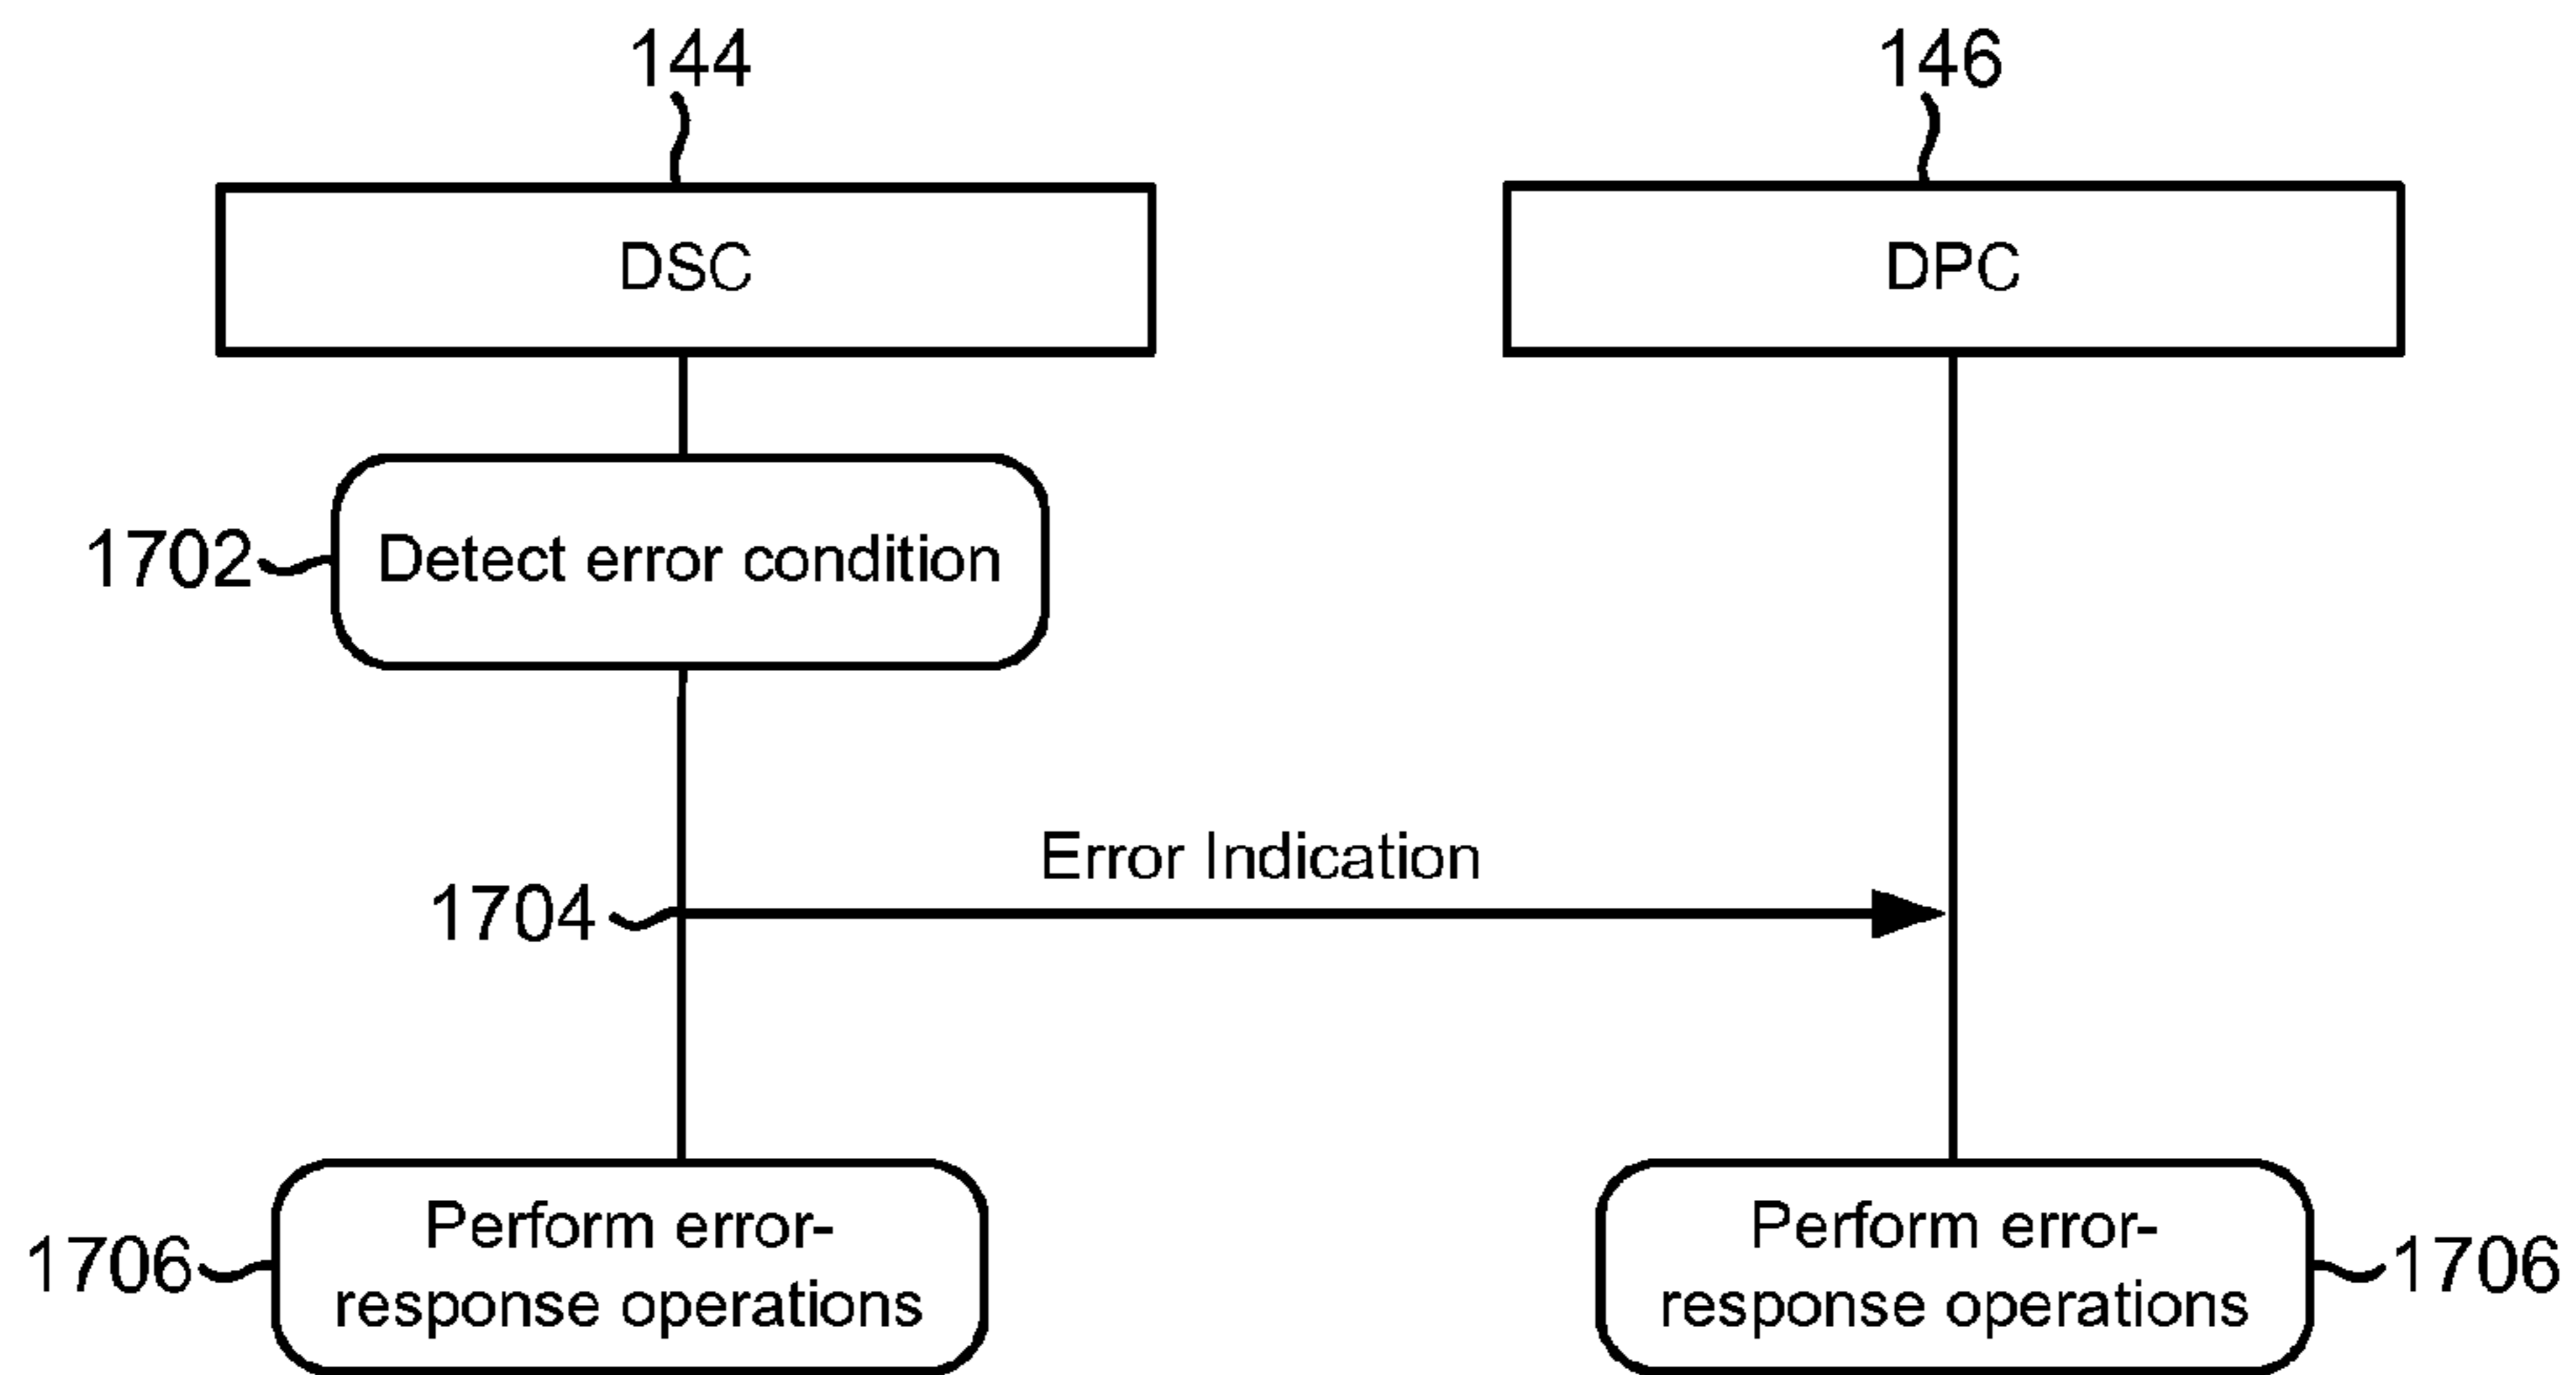 144
146
DSC
DPC
1702
Detect error condition
Error Indication
1704
Perform error-
response operations
1706
Perform error-
response operations
1706